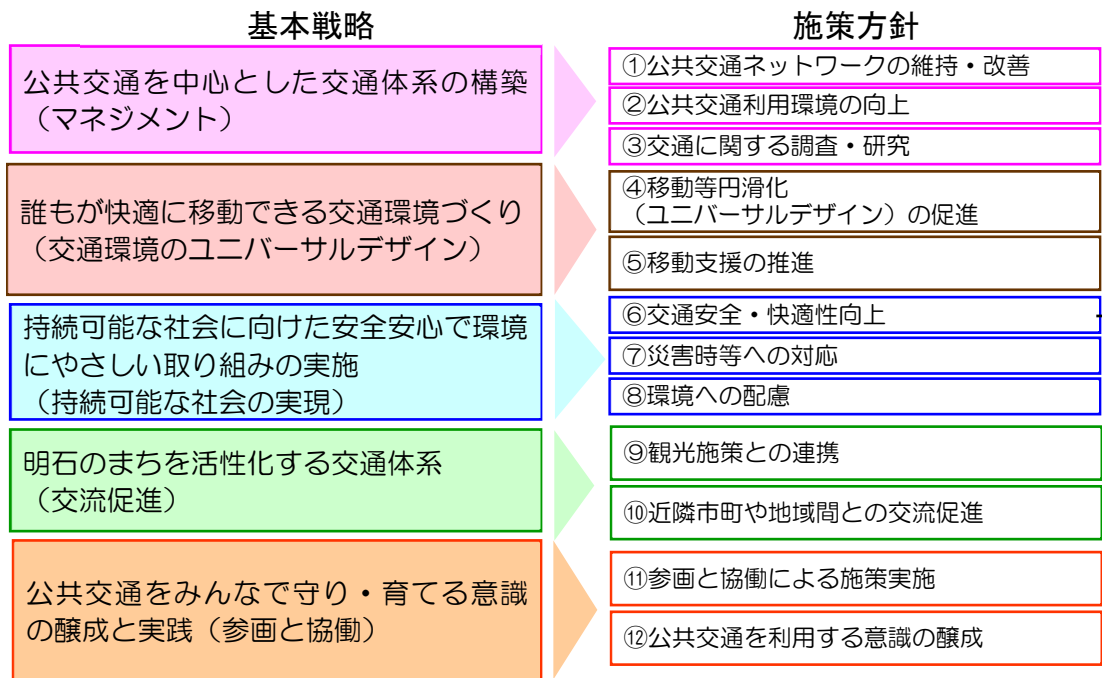 基本戦略
施策方針
公共交通を中心とした交通体系の構築
（マネジメント）
①公共交通ネットワークの維持・改善
②公共交通利用環境の向上
③交通に関する調査・研究
誰もが快適に移動できる交通環境づくり
（交通環境のユニバーサルデザイン）
④移動等円滑化
（ユニバーサルデザイン）の促進
⑤移動支援の推進
持続可能な社会に向けた安全安心で環境
にやさしい取り組みの実施
（持続可能な社会の実現）
⑥交通安全・快適性向上
⑦災害時等への対応
⑧環境への配慮
明石のまちを活性化する交通体系
（交流促進）
⑨観光施策との連携
⑩近隣市町や地域間との交流促進
公共交通をみんなで守り・育てる意識
の醸成と実践（参画と協働）
⑪参画と協働による施策実施
⑫公共交通を利用する意識の醸成